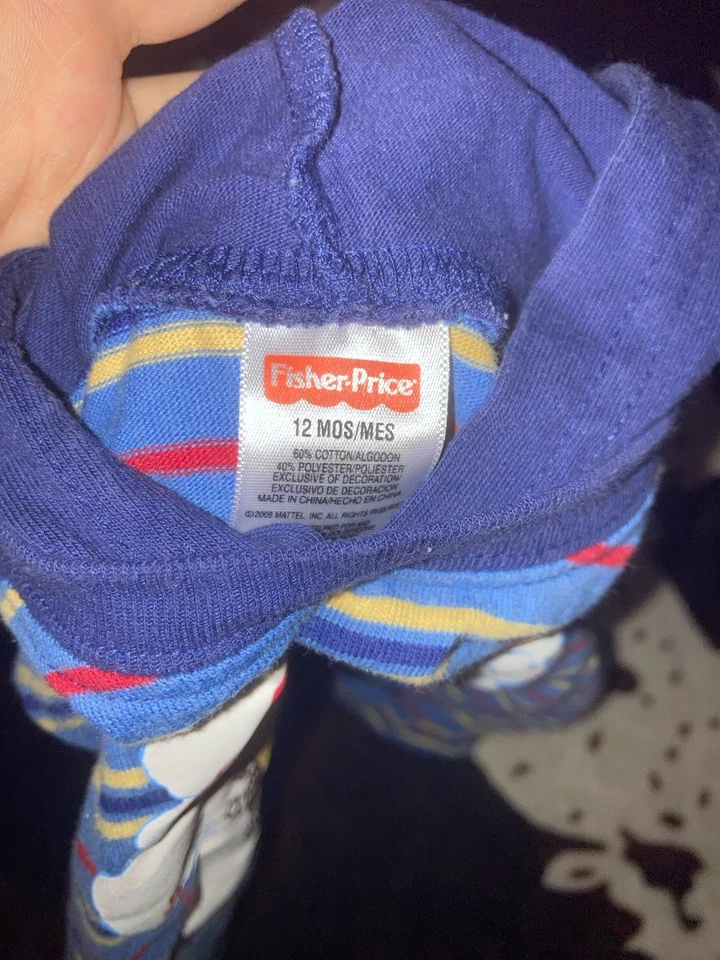 Fisher-Price
12 MOS/MES
60% COTTON/ALGODON
40% POLYESTER/POLIESTER
EXCLUSIVE OF DECORATION/
EXCLUSIVO DE DECORACION
MADE IN CHINA/HECHO EN CHINA
©2008 MATTEL, INC. ALL RIGHTS